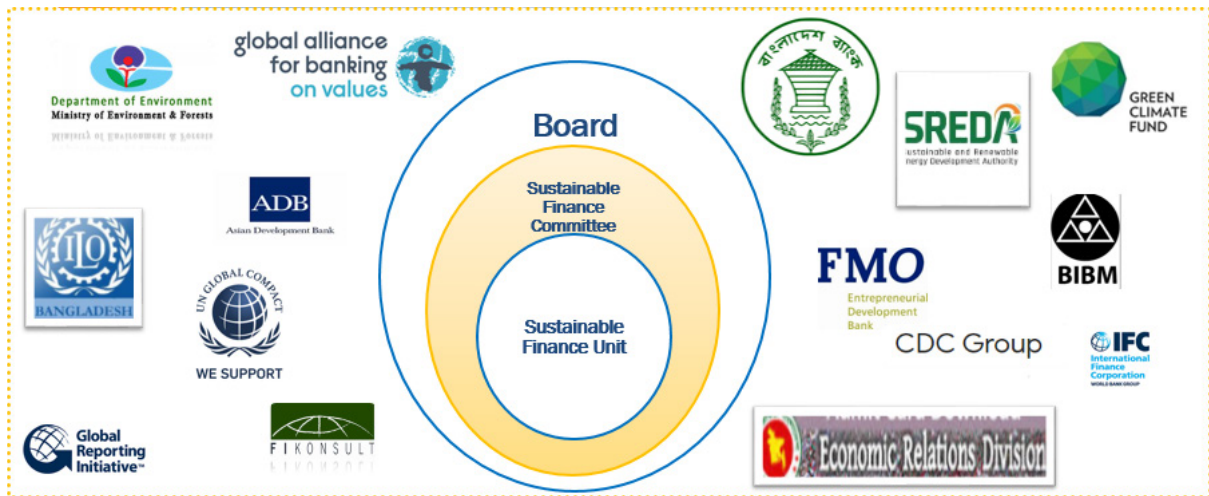 Department of Environment
Ministry of Environment & Forests
global alliance
for banking
on values
Board
Sustainable
Finance
Committee
Sustainable
Finance Unit
বাংলাদেশ ব্যাংক
SREDA
ustainable and Renewable
nergy Development Authority
GREEN
CLIMATE
FUND
ILO
BANGLADESH
ADB
Asian Development Bank
UN GLOBAL COMPACT
WE SUPPORT
FMO
Entrepreneurial
Development
Bank
BIBM
CDC Group
IFC
International
Finance
Corporation
WORLD BANK GROUP
Global
Reporting
Initiative™
FIKONSULT
Economic Relations Division